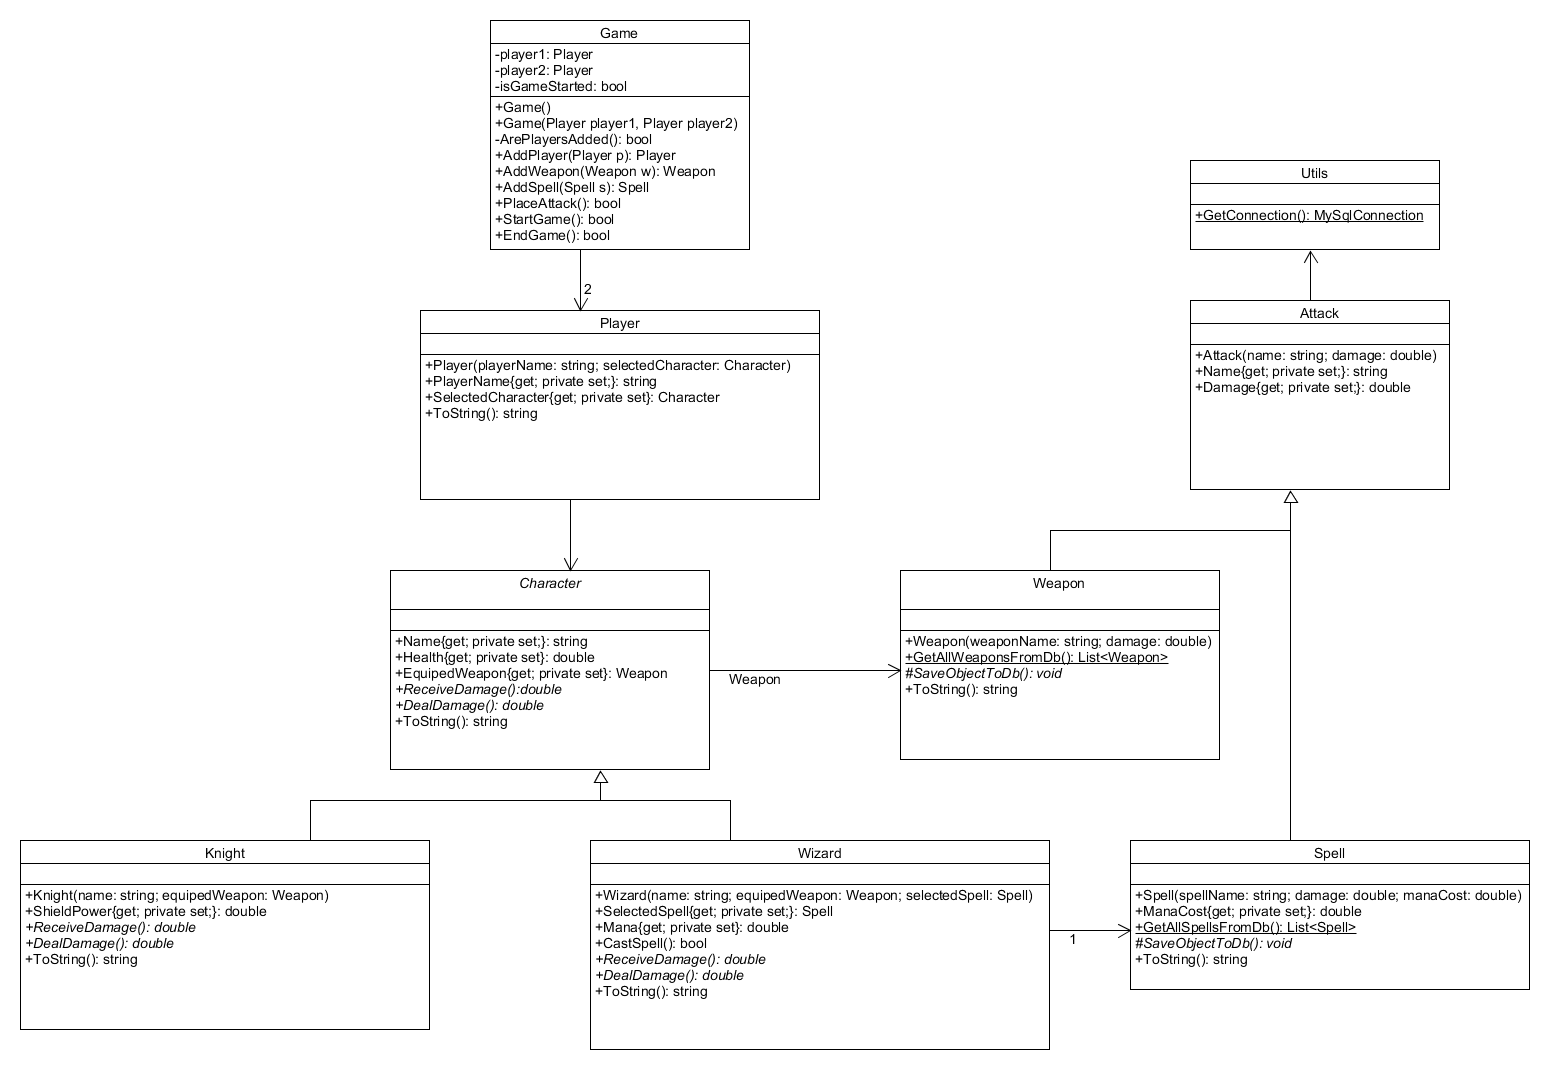 Game
-player1: Player
-player2: Player
-isGameStarted: bool
+Game()
+Game(Player player1, Player player2)
-ArePlayersAdded(): bool
+AddPlayer(Player p): Player
+AddWeapon(Weapon w): Weapon
+AddSpell(Spell s): Spell
+PlaceAttack(): bool
+StartGame(): bool
+EndGame(): bool
2
Utils
+GetConnection(): MySqlConnection
Player
+Player(playerName: string; selectedCharacter: Character)
+PlayerName{get; private set;}: string
+SelectedCharacter{get; private set}: Character
+ToString(): string
Attack
+Attack(name: string; damage: double)
+Name{get; private set;}: string
+Damage{get; private set;}: double
Character
+Name{get; private set;}: string
+Health{get; private set}: double
+EquipedWeapon{get; private set}: Weapon
+ReceiveDamage():double
+DealDamage(): double
+ToString(): string
Weapon
Weapon
+Weapon(weaponName: string; damage: double)
+GetAllWeaponsFromDb(): List<Weapon>
#SaveObjectToDb(): void
+ToString(): string
Knight
+Knight(name: string; equipedWeapon: Weapon)
+ShieldPower{get; private set;}: double
+ReceiveDamage(): double
+DealDamage(): double
+ToString(): string
Wizard
+Wizard(name: string; equipedWeapon: Weapon; selectedSpell: Spell)
+SelectedSpell{get; private set;}: Spell
+Mana{get; private set}: double
+CastSpell(): bool
+ReceiveDamage(): double
+DealDamage(): double
+ToString(): string
1
Spell
+Spell(spellName: string; damage: double; manaCost: double)
+ManaCost{get; private set;}: double
+GetAllSpellsFromDb(): List<Spell>
#SaveObjectToDb(): void
+ToString(): string